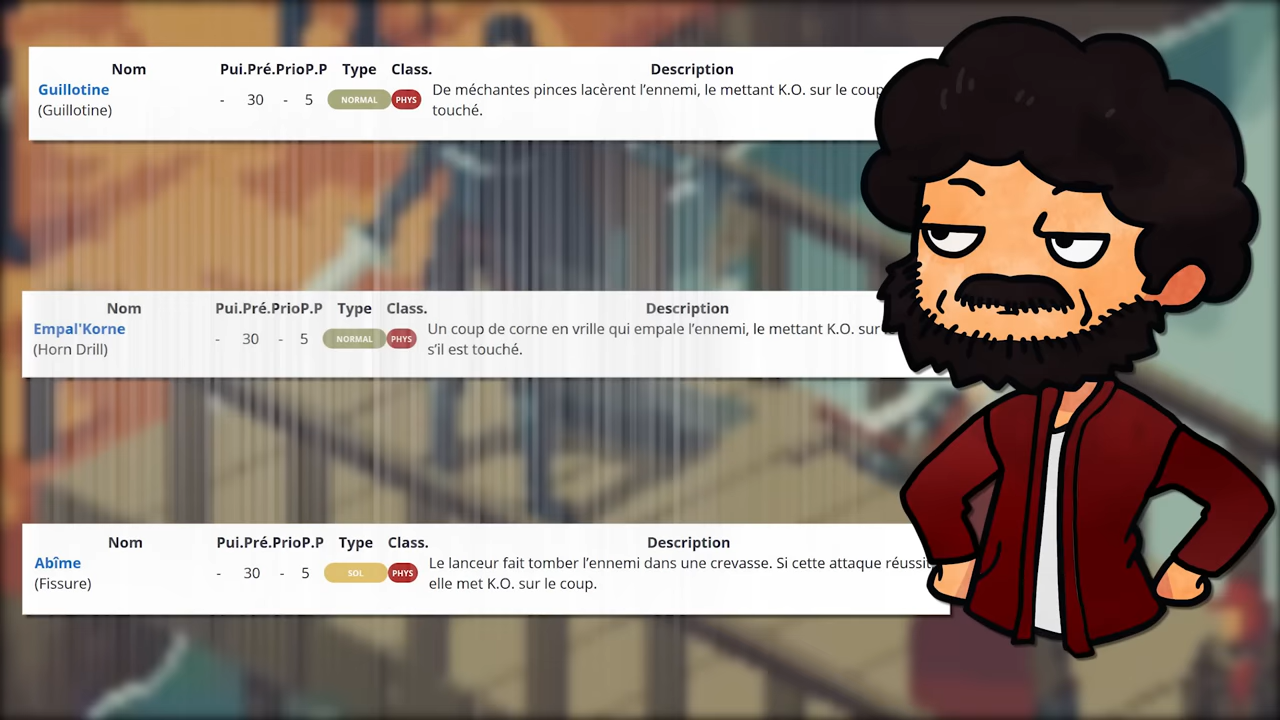 Nom Pui.Pré.PrioP.P Type Class. Description
Guillotine - 30 - 5 NORMAL PHYS De méchantes pinces lacèrent l'ennemi, le mettant K.O. sur le coup
(Guillotine) touché.
Nom Pui.Pré.PrioP.P Type Class. Description
Empal'Korne - 30 - 5 NORMAL PHYS Un coup de corne en vrille qui empale l'ennemi, le mettant K.O. sur
(Horn Drill) s'il est touché.
Nom Pui.Pré.PrioP.P Type Class. Description
Abîme - 30 - 5 SOL PHYS Le lanceur fait tomber l'ennemi dans une crevasse. Si cette attaque réussit
(Fissure) elle met K.O. sur le coup.